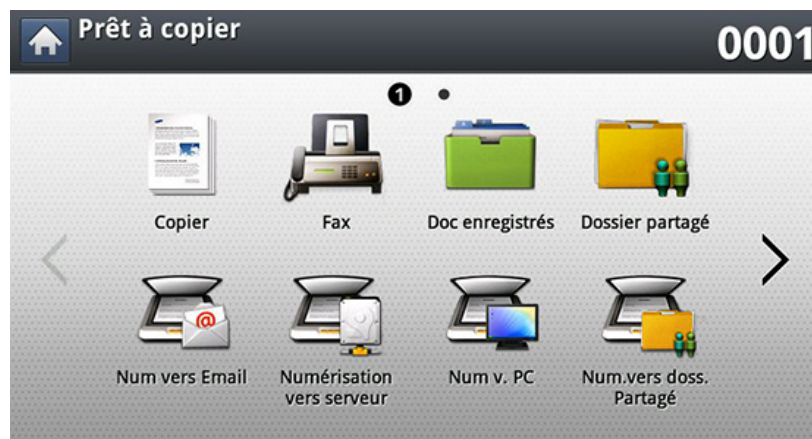 Prêt à copier
0001
1
Copier
Fax
Doc enregistrés
Dossier partagé
Num vers Email
Numérisation
vers serveur
Num v. PC
Num.vers doss.
Partagé